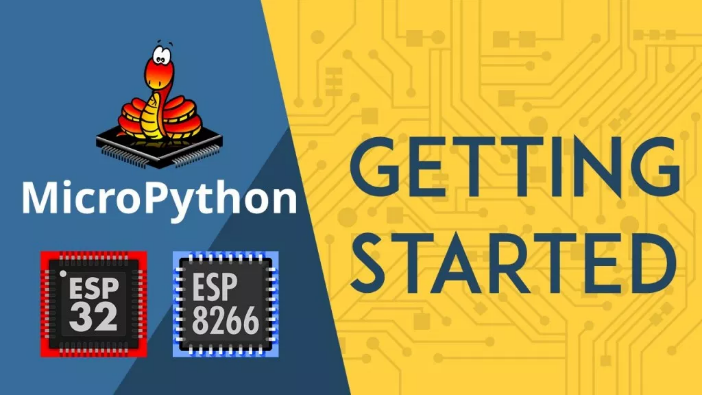 MicroPython
ESP
32
ESP
8266
GETTING
STARTED